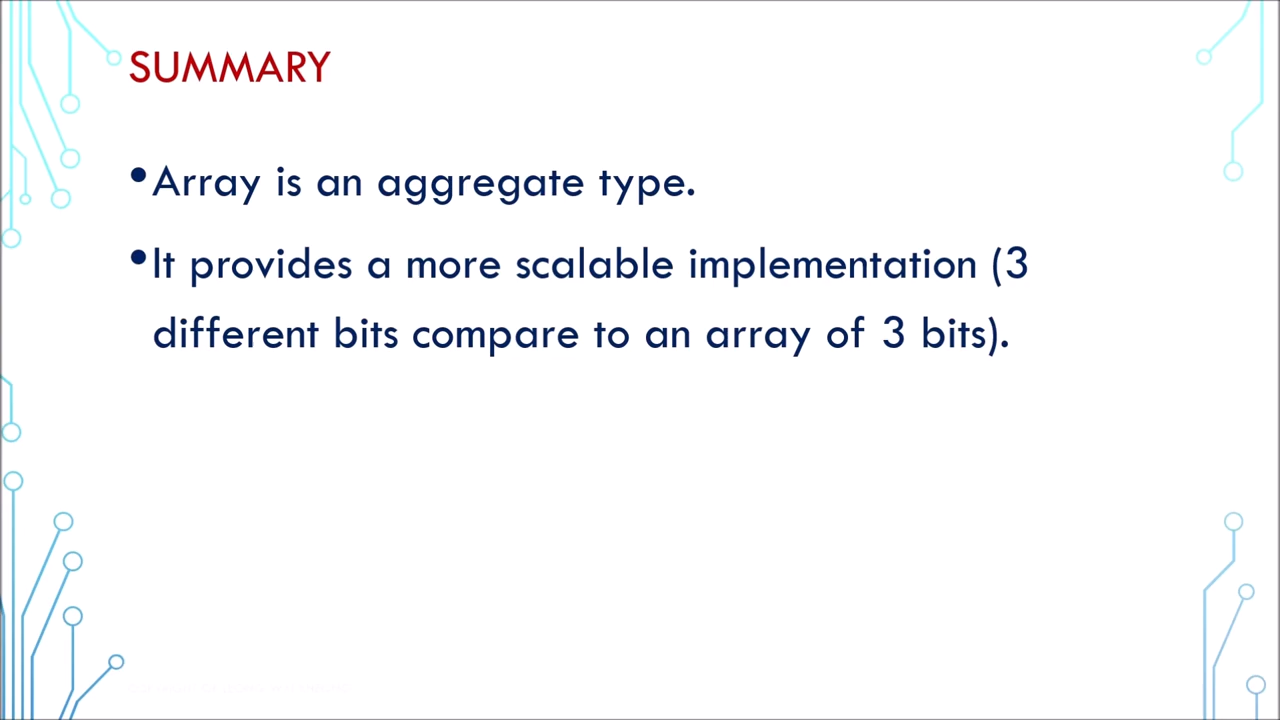 SUMMARY
•Array is an aggregate type.
•It provides a more scalable implementation (3
different bits compare to an array of 3 bits).